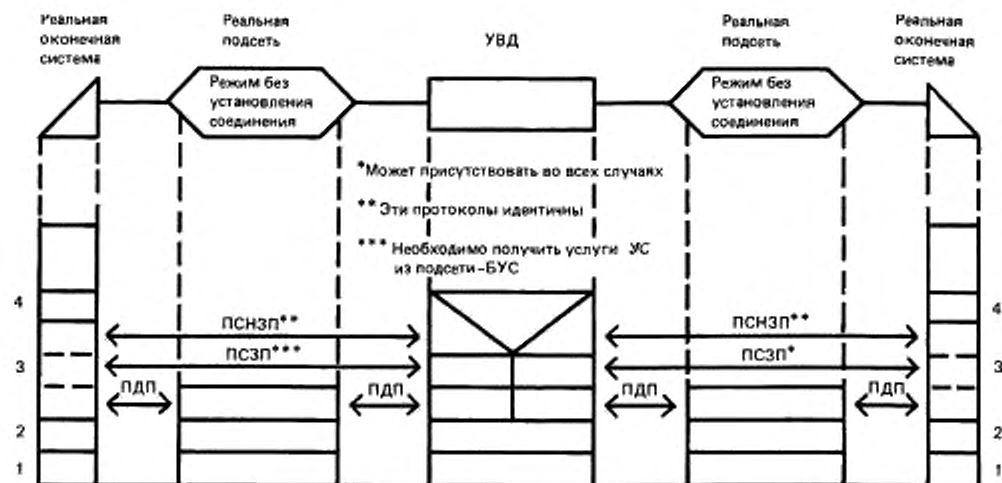 Реальная
оконечная
система
Реальная
подсеть
УВД
Реальная
подсеть
Реальная
оконечная
система
Режим без
установления
соединения
Режим без
установления
соединения
*Может присутствовать во всех случаях
**Эти протоколы идентичны
***Необходимо получить услуги УС
из подсети-БУС
4
ПСНЗП**
ПСНЗП**
4
3
ПСЗП***
ПСЗП*
3
ПДП
ПДП
ПДП
ПДП
2
2
1
1